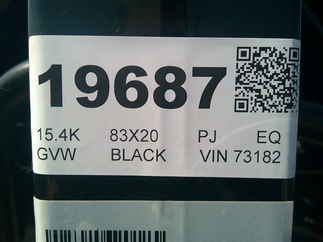 19687
15.4K 83X20 PJ EQ
GVW BLACK VIN 73182